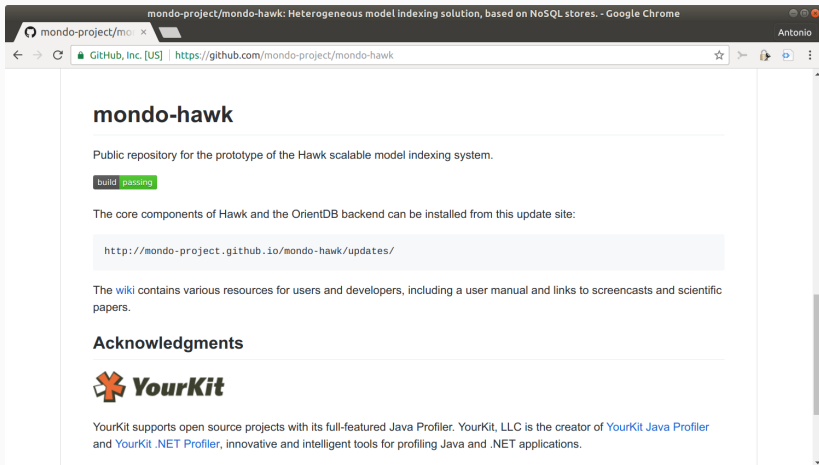 mondo-project/mondo-hawk: Heterogeneous model indexing solution, based on NoSQL stores. - Google Chrome
mondo-project/mon
Antonio
GitHub, Inc. [US] | https://github.com/mondo-project/mondo-hawk
mondo-hawk
Public repository for the prototype of the Hawk scalable model indexing system.
build passing
The core components of Hawk and the OrientDB backend can be installed from this update site:
http://mondo-project.github.io/mondo-hawk/updates/
The wiki contains various resources for users and developers, including a user manual and links to screencasts and scientific
papers.
Acknowledgments
YourKit
YourKit supports open source projects with its full-featured Java Profiler. YourKit, LLC is the creator of YourKit Java Profiler
and YourKit .NET Profiler, innovative and intelligent tools for profiling Java and .NET applications.